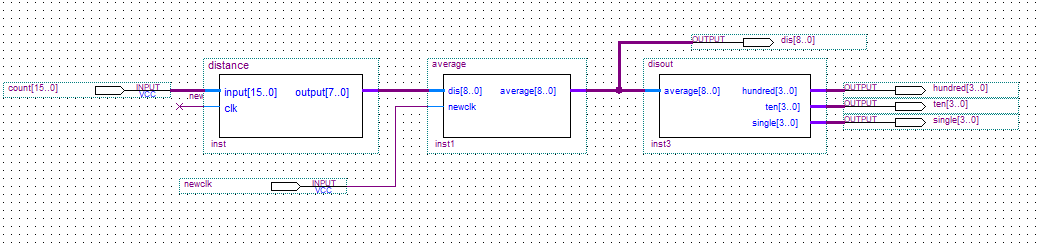 OUTPUT dis[8..0]
distance average disout
count[15..0] INPUT VCC .new input[15..0] output[7..0] dis[8..0] average[8..0] average[8..0] hundred[3..0] OUTPUT hundred[3..0]
clk newclk ten[3..0] OUTPUT ten[3..0]
single[3..0] OUTPUT single[3..0]
inst inst1 inst3
newclk INPUT VCC